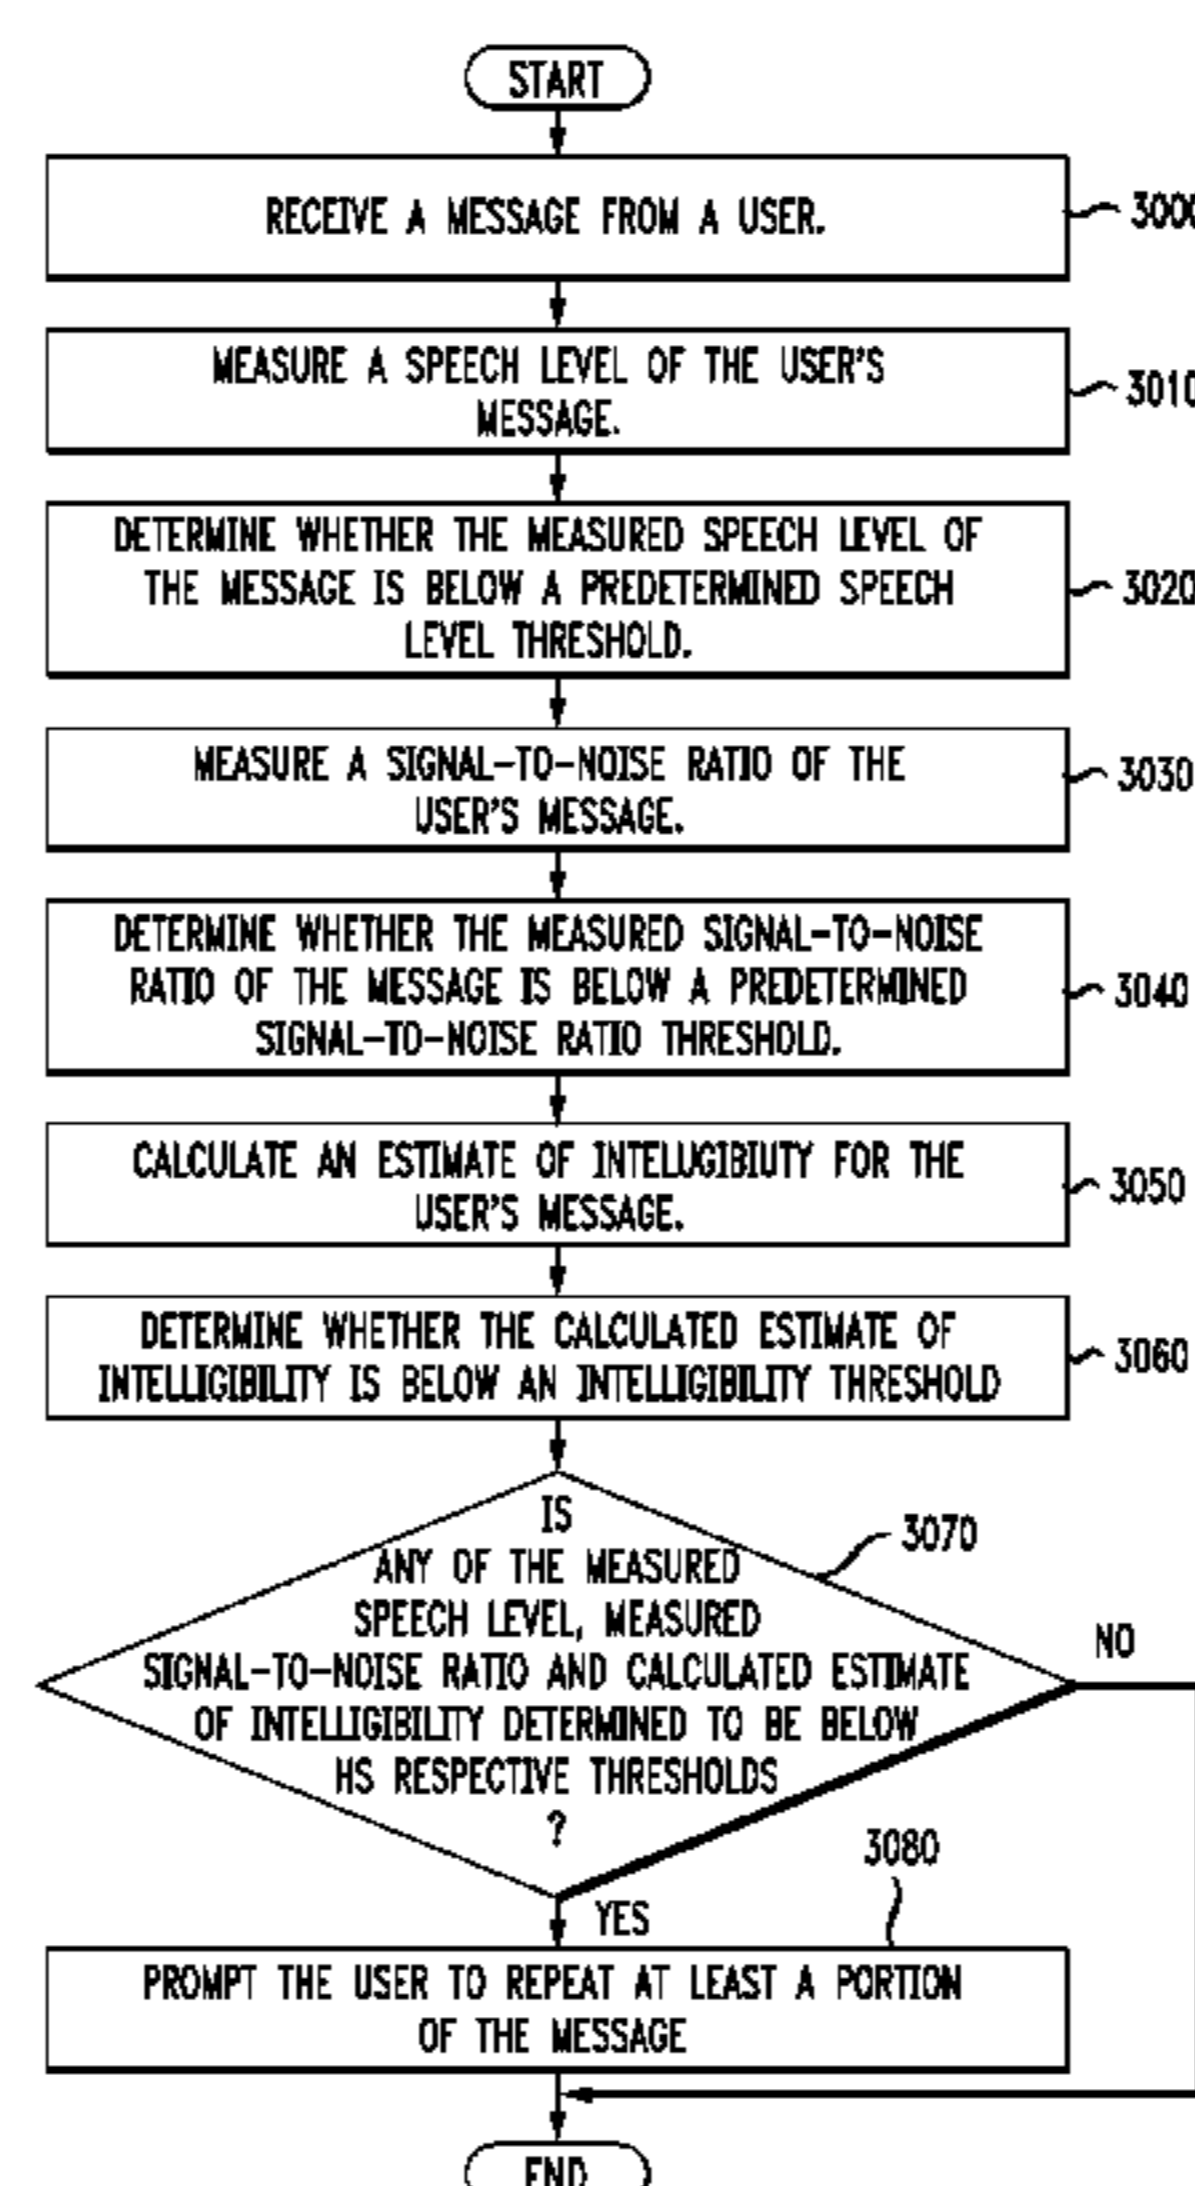 START
RECEIVE A MESSAGE FROM A USER.
3000
MEASURE A SPEECH LEVEL OF THE USER'S
MESSAGE.
3010
DETERMINE WHETHER THE MEASURED SPEECH LEVEL OF
THE MESSAGE IS BELOW A PREDETERMINED SPEECH
LEVEL THRESHOLD.
3020
MEASURE A SIGNAL-TO-NOISE RATIO OF THE
USER'S MESSAGE.
3030
DETERMINE WHETHER THE MEASURED SIGNAL-TO-NOISE
RATIO OF THE MESSAGE IS BELOW A PREDETERMINED
SIGNAL-TO-NOISE RATIO THRESHOLD.
3040
CALCULATE AN ESTIMATE OF INTELUGIBIUTY FOR THE
USER'S MESSAGE.
3050
DETERMINE WHETHER THE CALCULATED ESTIMATE OF
INTELLIGIBILITY IS BELOW AN INTELLIGIBILITY THRESHOLD
3060
IS
ANY OF THE MEASURED
SPEECH LEVEL, MEASURED
SIGNAL-TO-NOISE RATIO AND CALCULATED ESTIMATE
OF INTELLIGIBILITY DETERMINED TO BE BELOW
HS RESPECTIVE THRESHOLDS
?
3070
NO
YES
3080
PROMPT THE USER TO REPEAT AT LEAST A PORTION
OF THE MESSAGE
END